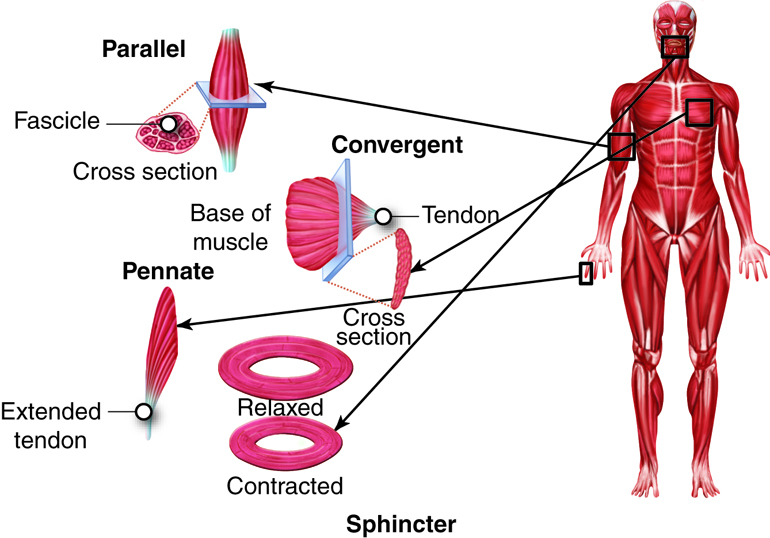 Parallel
Fascicle
Cross section
Convergent
Base of
muscle
Tendon
Pennate
Cross
section
Extended
tendon
Relaxed
Contracted
Sphincter